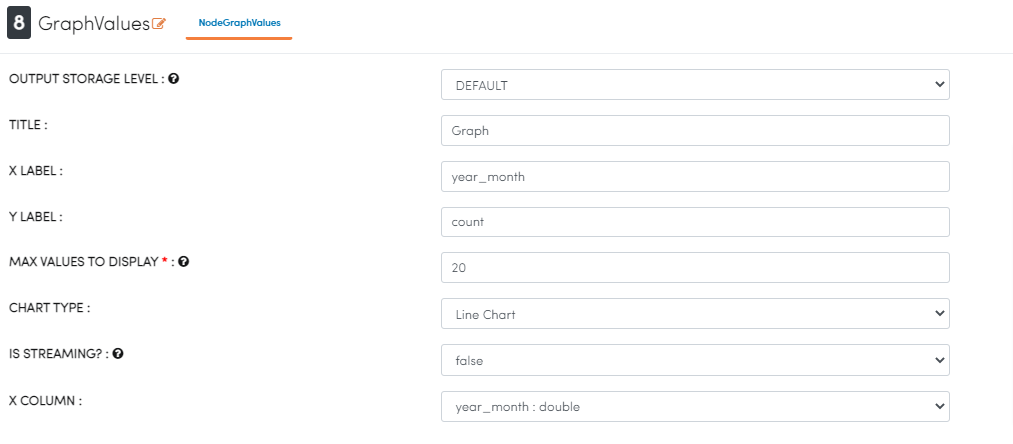 8 GraphValues NodeGraphValues
OUTPUT STORAGE LEVEL : DEFAULT
TITLE : Graph
X LABEL : year_month
Y LABEL : count
MAX VALUES TO DISPLAY * : 20
CHART TYPE : Line Chart
IS STREAMING? : false
X COLUMN : year_month : double